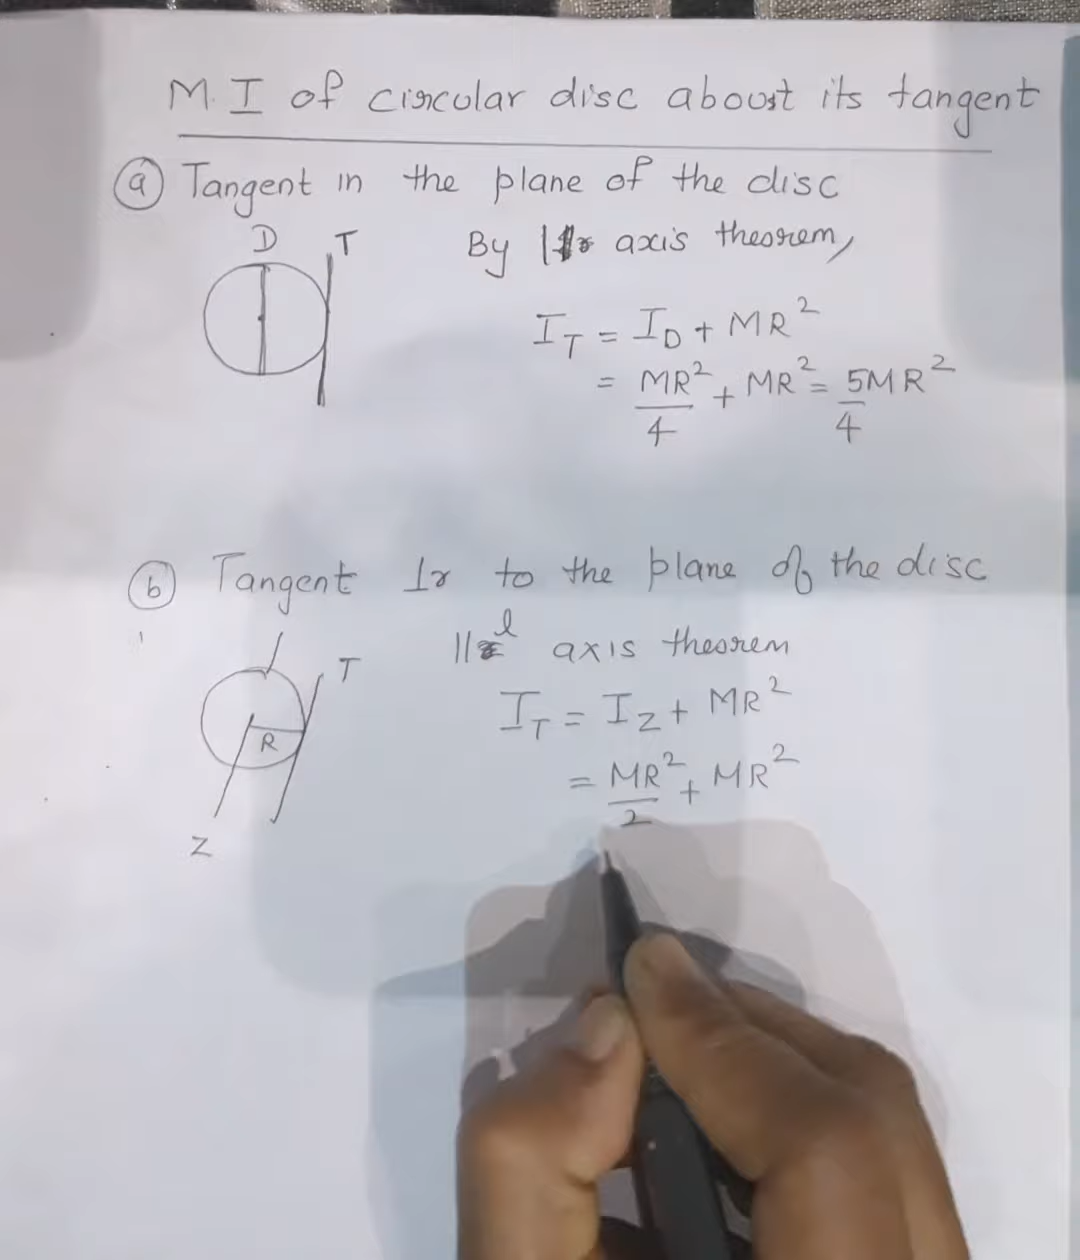 M.I of circular disc about its tangent
(a) Tangent in the plane of the disc
D T
By axis theorem,
I_T = I_D + MR²
= MR²/4 + MR² = 5MR²/4
(b) Tangent ⊥r to the plane of the disc
||l axis theorem
T
I_T = I_Z + MR²
R
= MR²/2 + MR²
Z